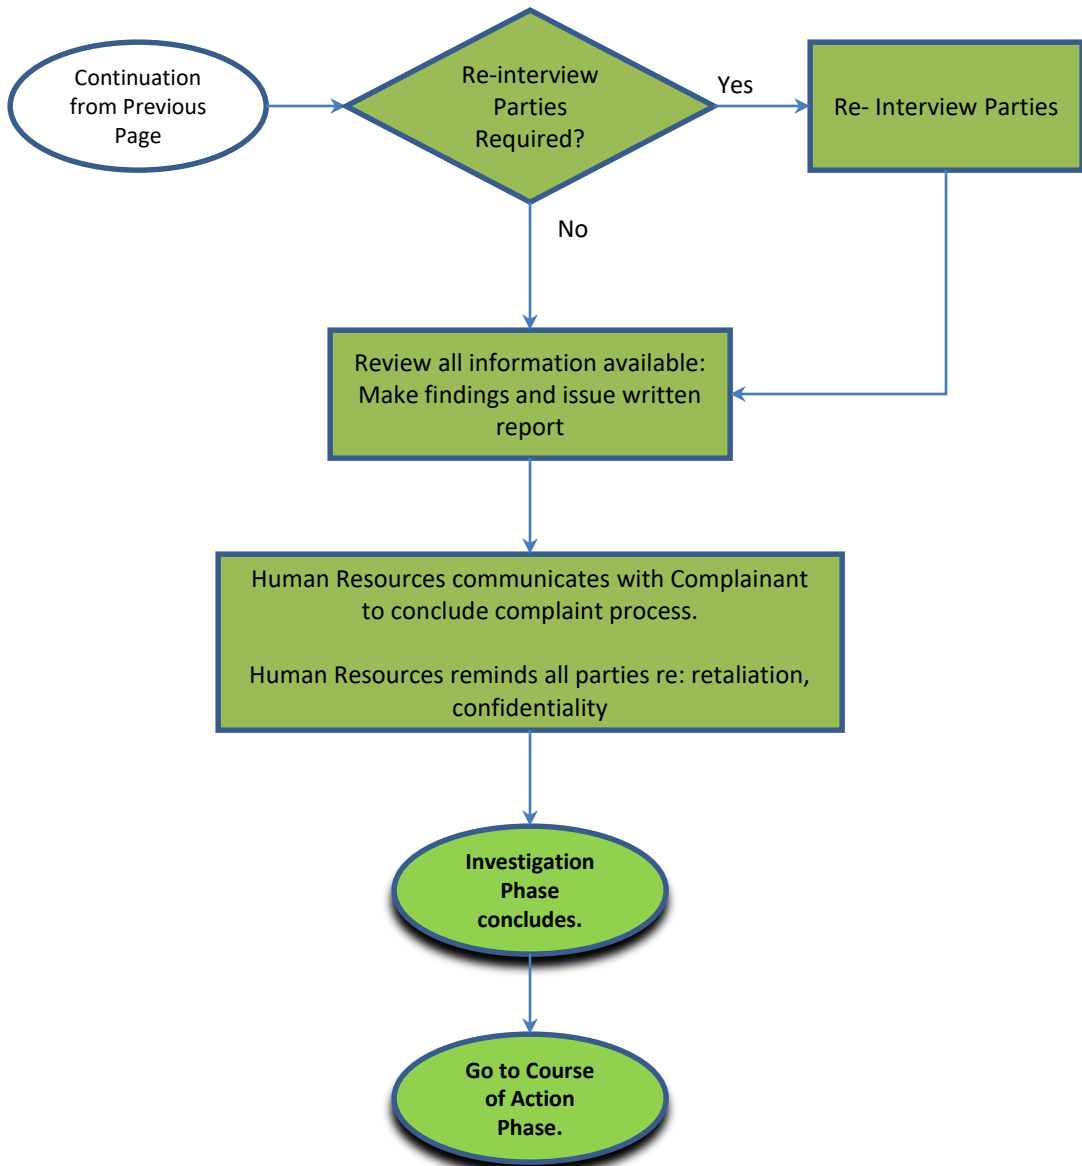 Continuation
from Previous
Page
Re-interview
Parties
Required?
Yes
Re- Interview Parties
No
Review all information available:
Make findings and issue written
report
Human Resources communicates with Complainant
to conclude complaint process.
Human Resources reminds all parties re: retaliation,
confidentiality
Investigation
Phase
concludes.
Go to Course
of Action
Phase.